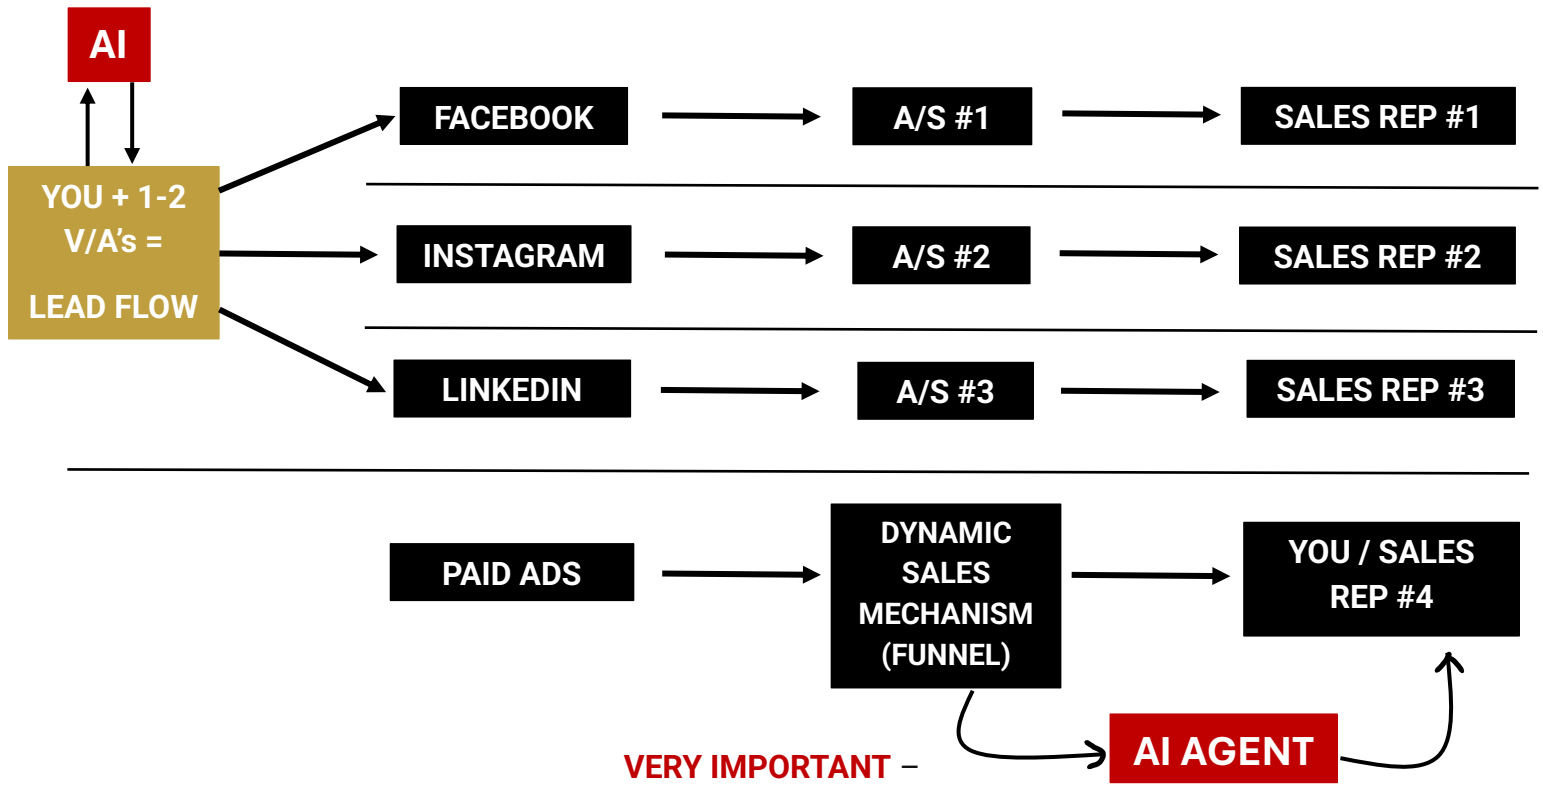 AI
YOU + 1-2
V/A’s =
LEAD FLOW
FACEBOOK
A/S #1
SALES REP #1
INSTAGRAM
A/S #2
SALES REP #2
LINKEDIN
A/S #3
SALES REP #3
PAID ADS
DYNAMIC
SALES
MECHANISM
(FUNNEL)
YOU / SALES
REP #4
VERY IMPORTANT –
AI AGENT